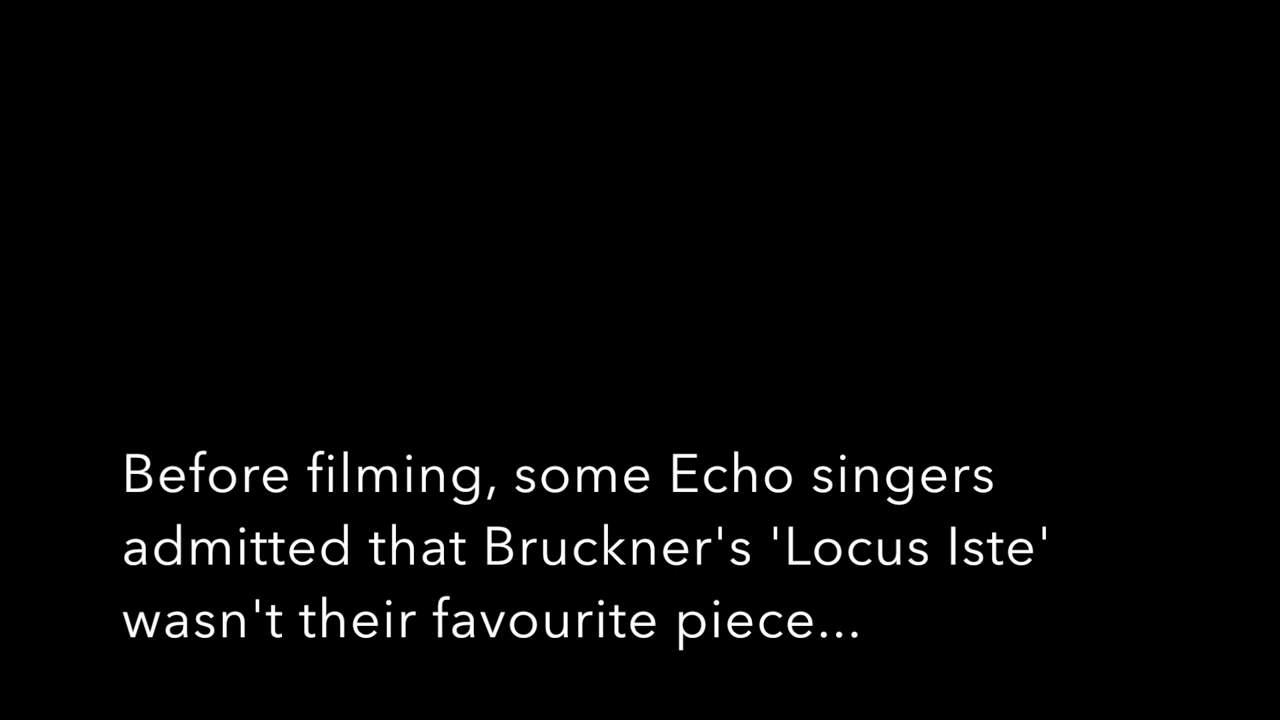 Before filming, some Echo singers
admitted that Bruckner's 'Locus Iste'
wasn't their favourite piece...